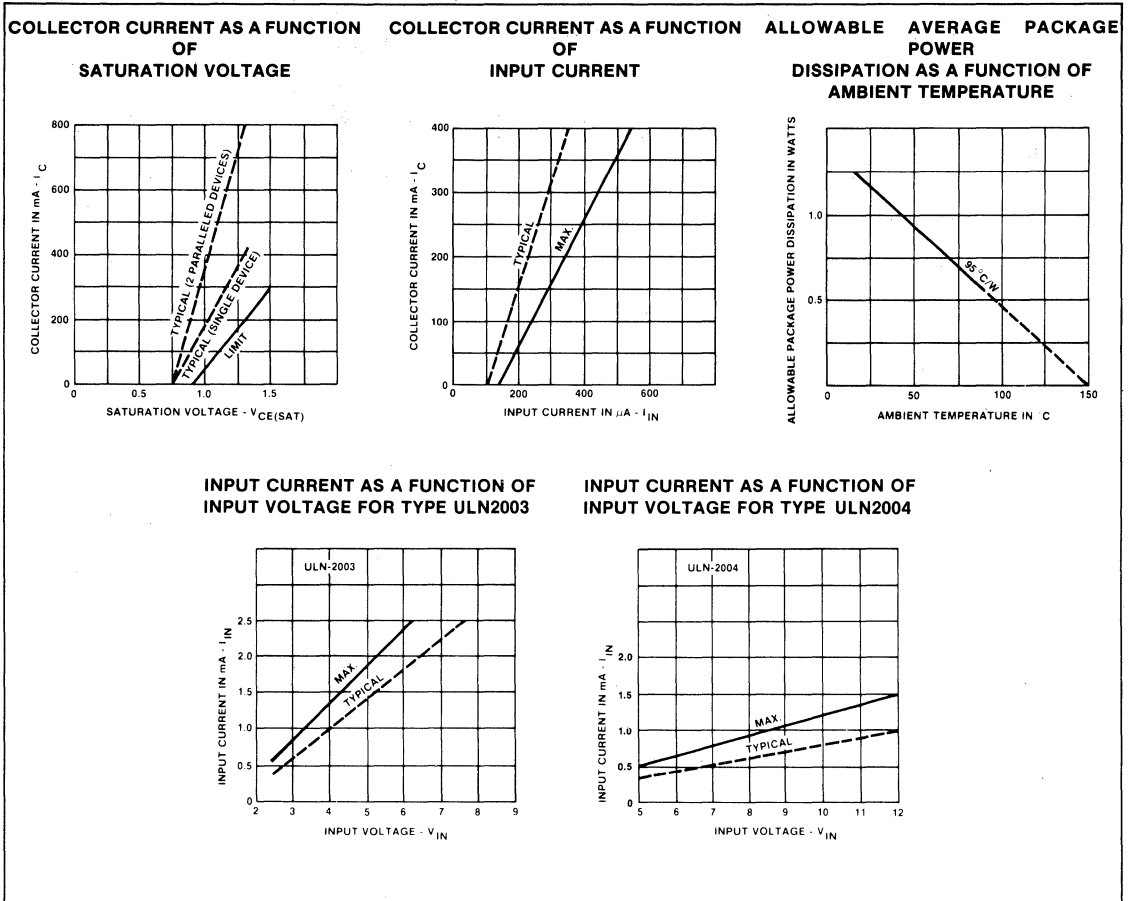 COLLECTOR CURRENT AS A FUNCTION
OF
SATURATION VOLTAGE
800
600
400
200
0
COLLECTOR CURRENT IN mA - IC
TYPICAL (2 PARALLELED DEVICES)
TYPICAL (SINGLE DEVICE)
LIMIT
0 0.5 1.0 1.5
SATURATION VOLTAGE - VCE(SAT)
COLLECTOR CURRENT AS A FUNCTION
OF
INPUT CURRENT
400
300
200
100
0
COLLECTOR CURRENT IN mA - IC
TYPICAL
MAX.
0 200 400 600
INPUT CURRENT IN μA - IIN
ALLOWABLE AVERAGE PACKAGE
POWER
DISSIPATION AS A FUNCTION OF
AMBIENT TEMPERATURE
ALLOWABLE PACKAGE POWER DISSIPATION IN WATTS
1.0
0.5
95°C/W
0 50 100 150
AMBIENT TEMPERATURE IN °C
INPUT CURRENT AS A FUNCTION OF
INPUT VOLTAGE FOR TYPE ULN2003
ULN-2003
2.5
2.0
1.5
1.0
0.5
0
INPUT CURRENT IN mA - IIN
MAX.
TYPICAL
2 3 4 5 6 7 8 9
INPUT VOLTAGE - VIN
INPUT CURRENT AS A FUNCTION OF
INPUT VOLTAGE FOR TYPE ULN2004
ULN-2004
2.0
1.5
1.0
0.5
0
INPUT CURRENT IN mA - IIN
MAX.
TYPICAL
5 6 7 8 9 10 11 12
INPUT VOLTAGE - VIN